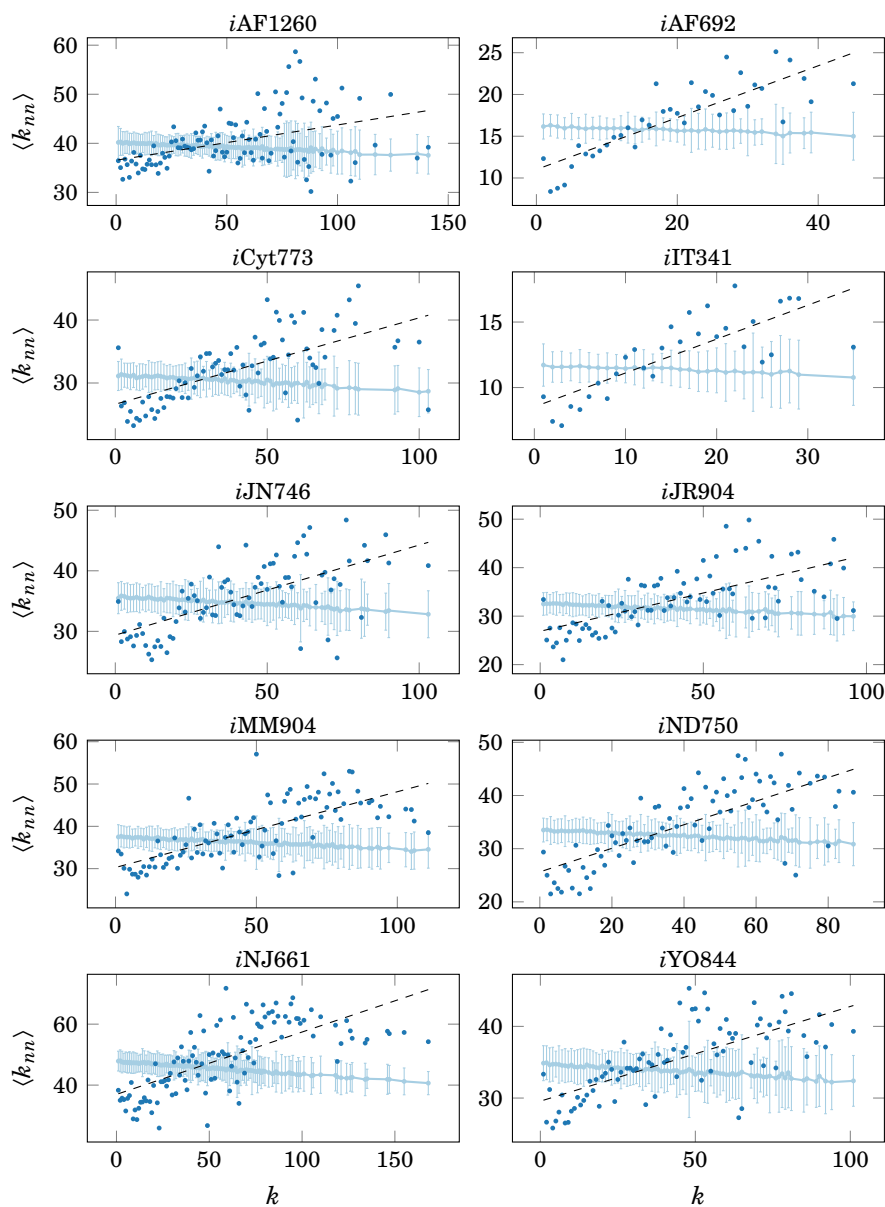 iAF1260 iAF692
60
50
40
30
⟨k_nn⟩
0 50 100 150
25
20
15
10
0 20 40
iCyt773 iIT341
40
30
⟨k_nn⟩
0 50 100
15
10
0 10 20 30
iJN746 iJR904
50
40
30
⟨k_nn⟩
0 50 100
50
40
30
20
0 50 100
iMM904 iND750
60
50
40
30
⟨k_nn⟩
0 50 100
50
40
30
20
0 20 40 60 80
iNJ661 iYO844
60
40
⟨k_nn⟩
0 50 100 150
40
30
0 50 100
k k